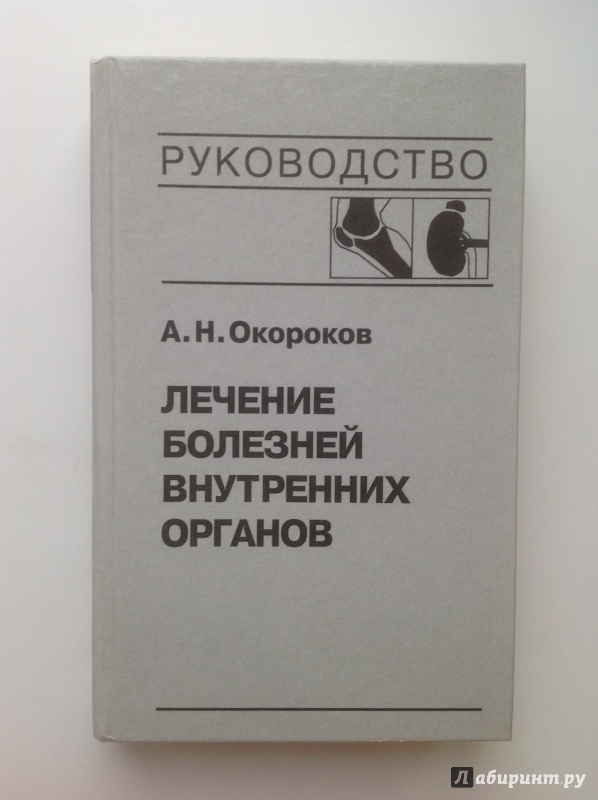 РУКОВОДСТВО
А.Н.Окороков
ЛЕЧЕНИЕ
БОЛЕЗНЕЙ
ВНУТРЕННИХ
ОРГАНОВ
Лабиринт.ру